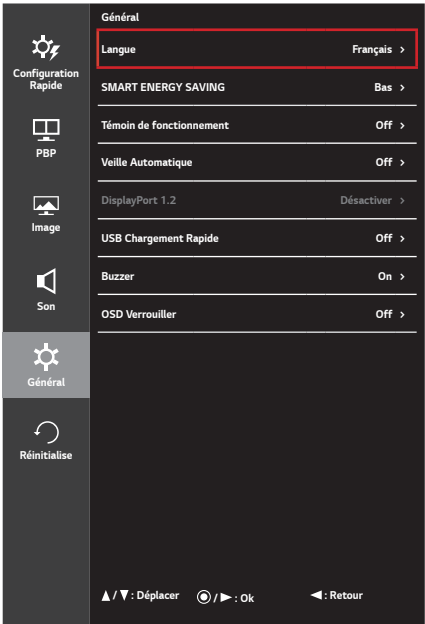 Général
Configuration
Rapide
PBP
Image
Son
Général
Réinitialise
Langue Français >
SMART ENERGY SAVING Bas >
Témoin de fonctionnement Off >
Veille Automatique Off >
DisplayPort 1.2 Désactiver >
USB Chargement Rapide Off >
Buzzer On >
OSD Verrouiller Off >
▲/▼: Déplacer ◉/►: Ok ◄: Retour